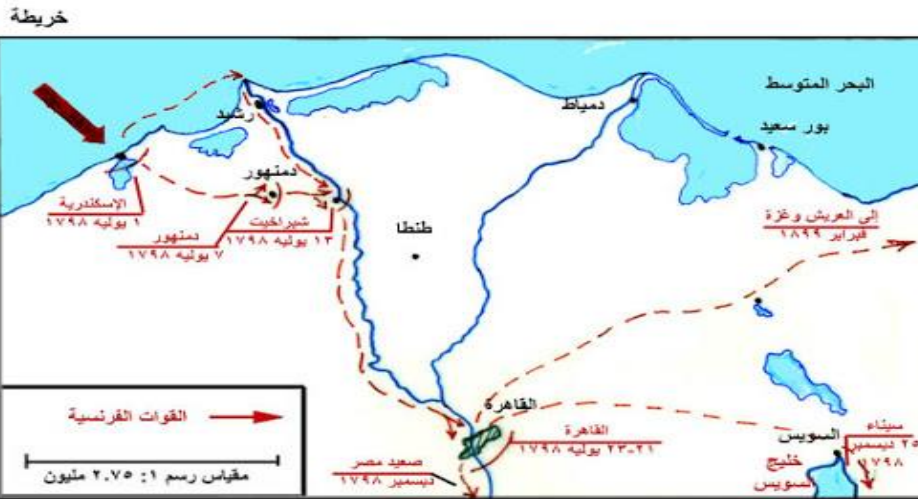 خريطة
البحر المتوسط
بور سعيد
دمياط
رشيد
دمنهور
الإسكندرية
١ يوليه ١٧٩٨
دمنهور
٧ يوليه ١٧٩٨
شبراخيت
١٣ يوليه ١٧٩٨
طنطا
إلى العريش وغزة
فبراير ١٨٩٩
القاهرة
القاهرة
٢١-٢٣ يوليه ١٧٩٨
صعيد مصر
ديسمبر ١٧٩٨
السويس
سيناء
٢٥ ديسمبر
١٧٩٨
خليج
السويس
القوات الفرنسية
مقياس رسم ١: ٢.٧٥ مليون